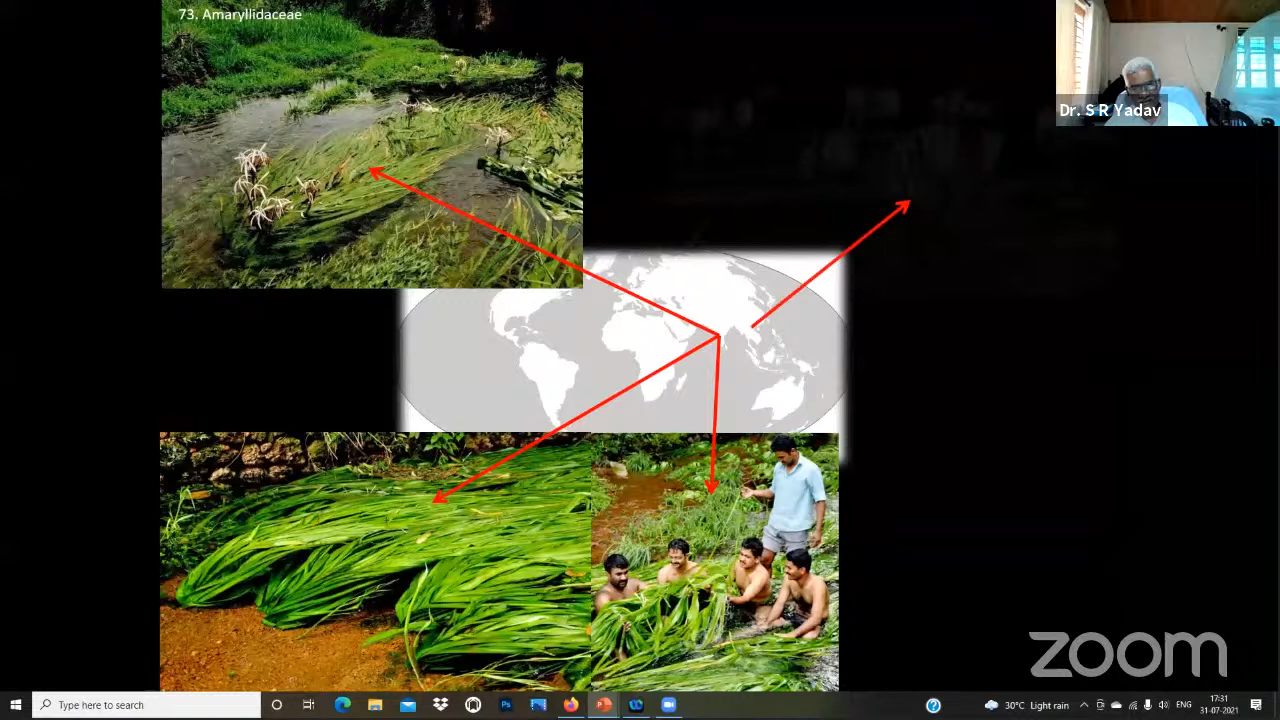 73. Amaryllidaceae
Dr. S R Yadav
zoom
Type here to search
30°C Light rain
ENG
17:31
31-07-2021